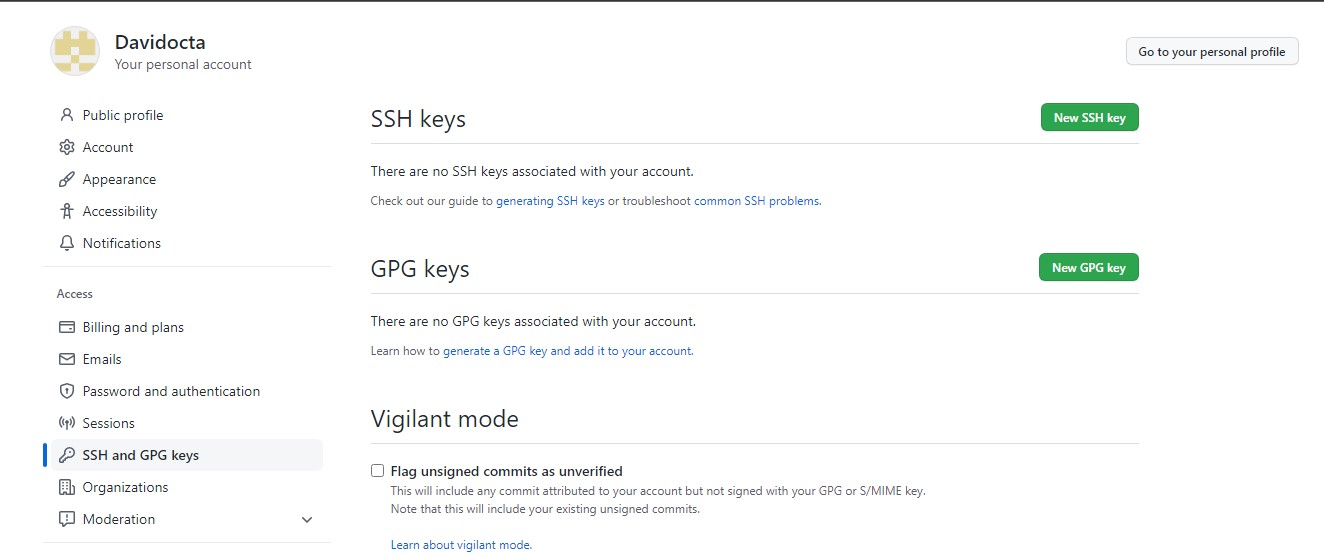 Davidocta
Your personal account
Go to your personal profile
Public profile
Account
Appearance
Accessibility
Notifications
Access
Billing and plans
Emails
Password and authentication
Sessions
SSH and GPG keys
Organizations
Moderation
SSH keys
New SSH key
There are no SSH keys associated with your account.
Check out our guide to generating SSH keys or troubleshoot common SSH problems.
GPG keys
New GPG key
There are no GPG keys associated with your account.
Learn how to generate a GPG key and add it to your account.
Vigilant mode
Flag unsigned commits as unverified
This will include any commit attributed to your account but not signed with your GPG or S/MIME key.
Note that this will include your existing unsigned commits.
Learn about vigilant mode.